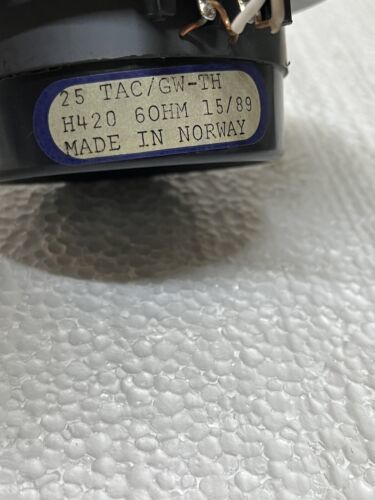 25 TAC/GW-TH
H420 6OHM 15/89
MADE IN NORWAY